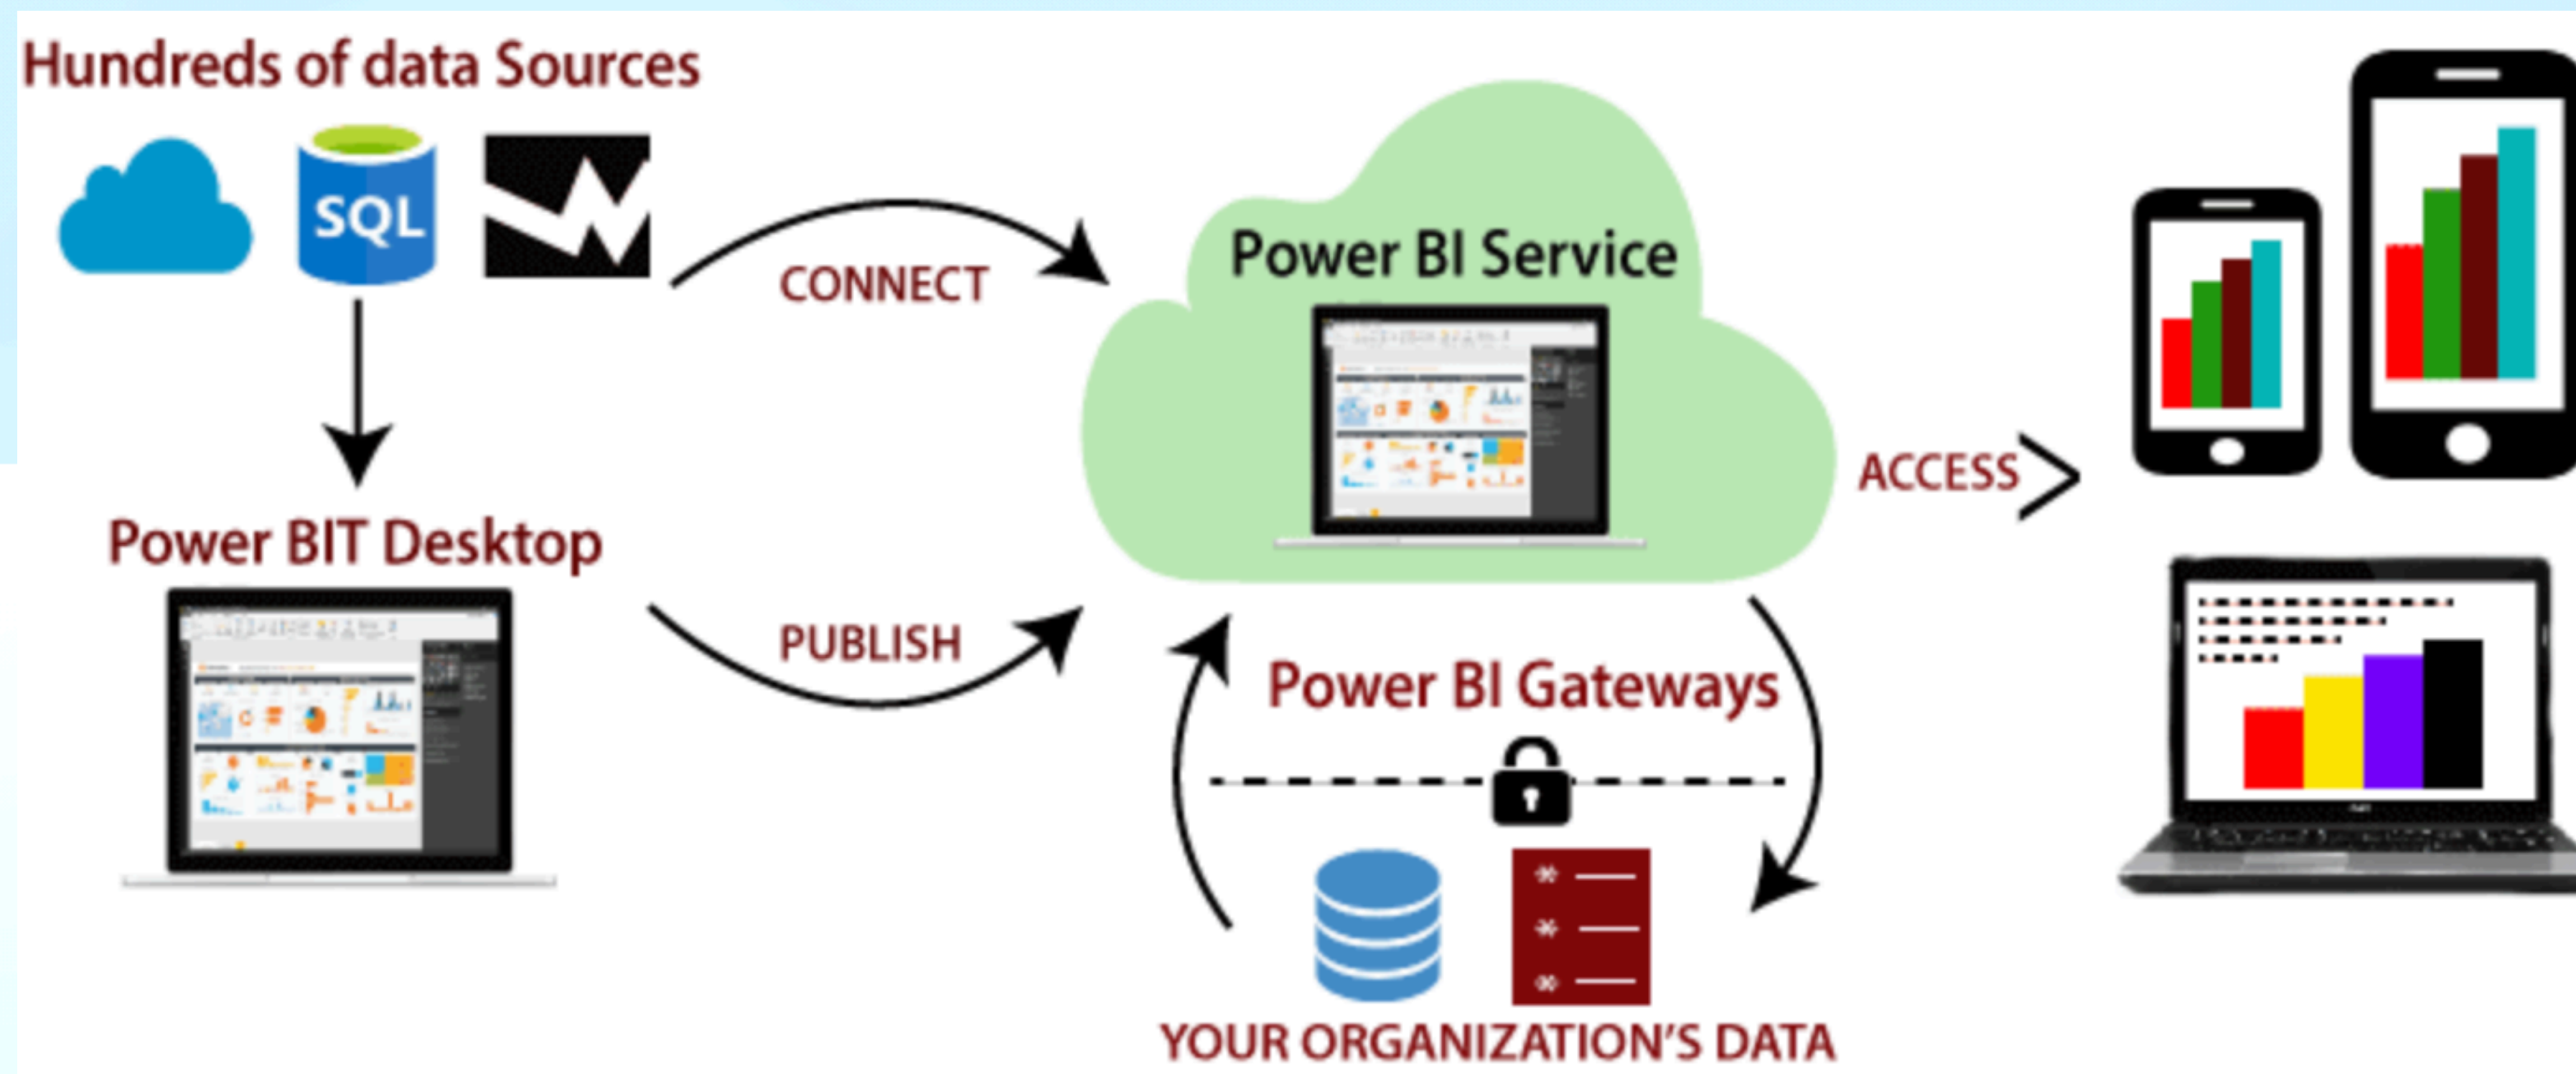 Hundreds of data Sources
SQL
CONNECT
Power BI Service
ACCESS
Power BIT Desktop
PUBLISH
Power BI Gateways
YOUR ORGANIZATION'S DATA